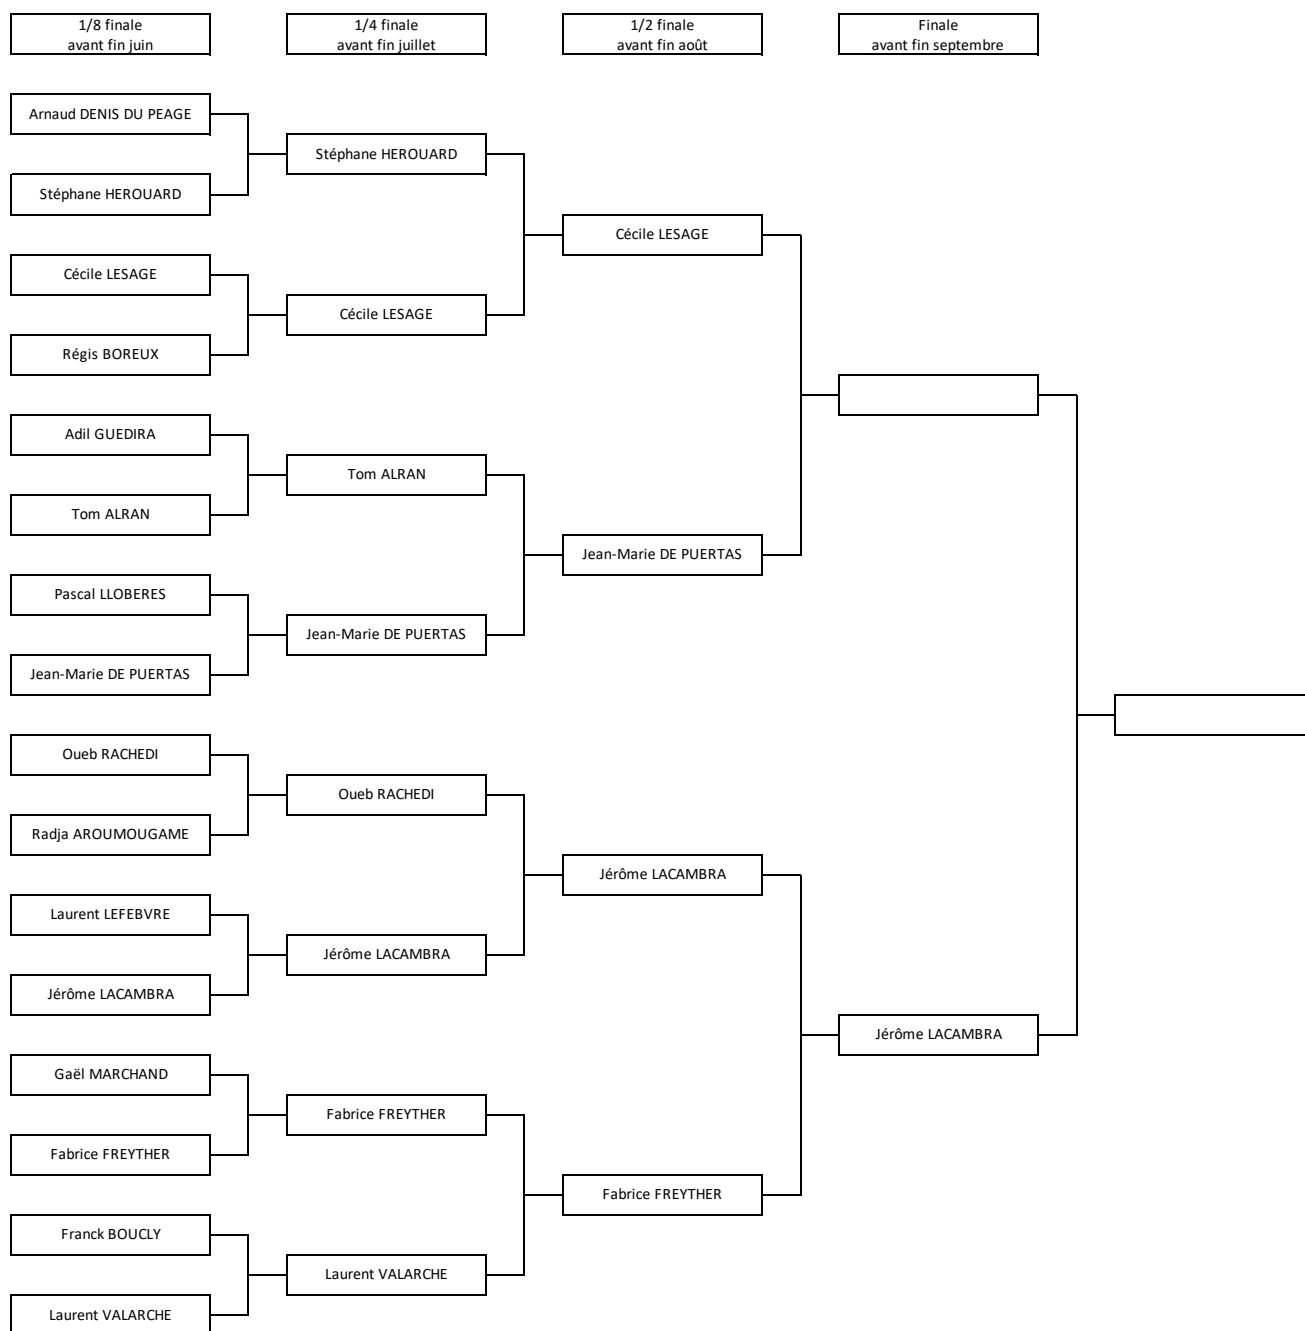 1/8 finale
avant fin juin
1/4 finale
avant fin juillet
1/2 finale
avant fin août
Finale
avant fin septembre
Arnaud DENIS DU PEAGE
Stéphane HEROUARD
Stéphane HEROUARD
Cécile LESAGE
Cécile LESAGE
Cécile LESAGE
Régis BOREUX
Adil GUEDIRA
Tom ALRAN
Tom ALRAN
Jean-Marie DE PUERTAS
Pascal LLOBERES
Jean-Marie DE PUERTAS
Jean-Marie DE PUERTAS
Oueb RACHEDI
Oueb RACHEDI
Radja AROUMOUGAME
Jérôme LACAMBRA
Laurent LEFEBVRE
Jérôme LACAMBRA
Jérôme LACAMBRA
Jérôme LACAMBRA
Gaël MARCHAND
Fabrice FREYTHER
Fabrice FREYTHER
Fabrice FREYTHER
Franck BOUCLY
Laurent VALARCHE
Laurent VALARCHE